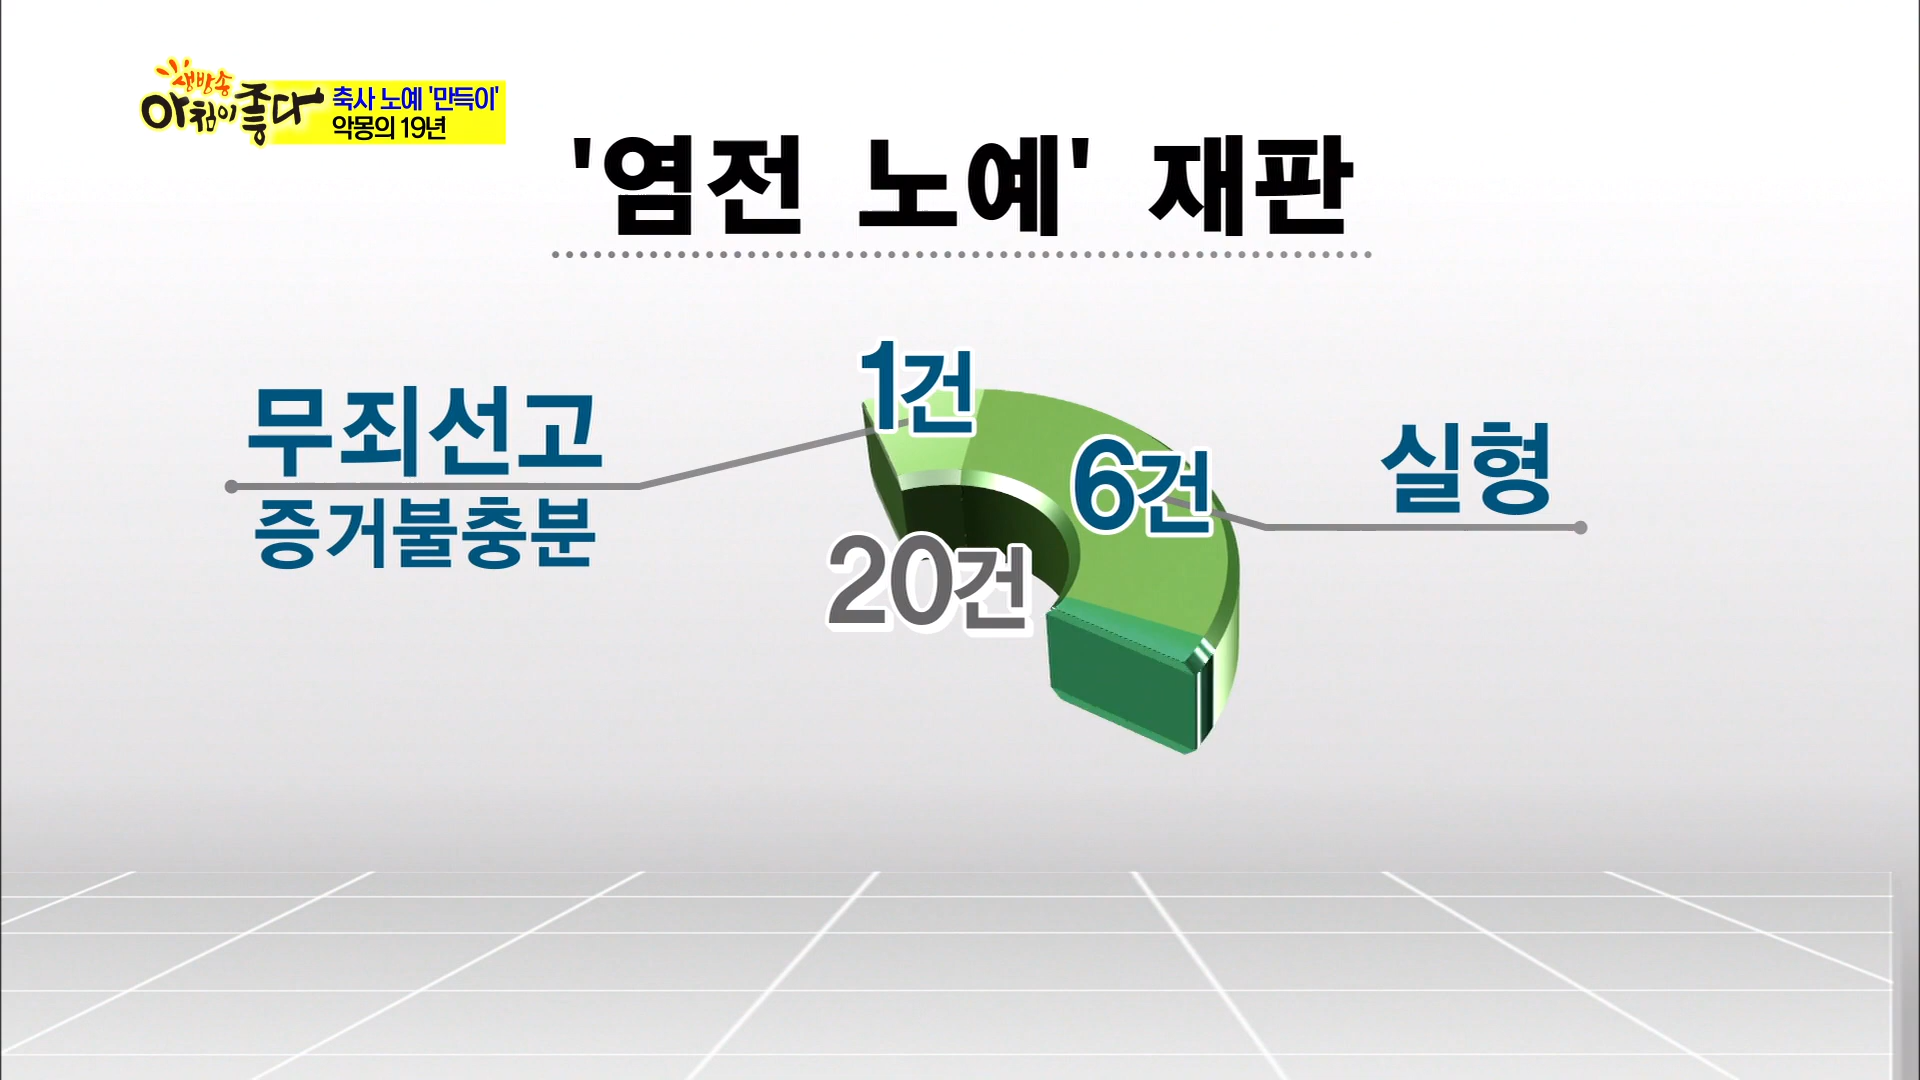 생방송
아침이 좋다
축사 노예 '만득이'
악몽의 19년
'염전 노예' 재판
1건
무죄선고
증거불충분
6건
실형
20건